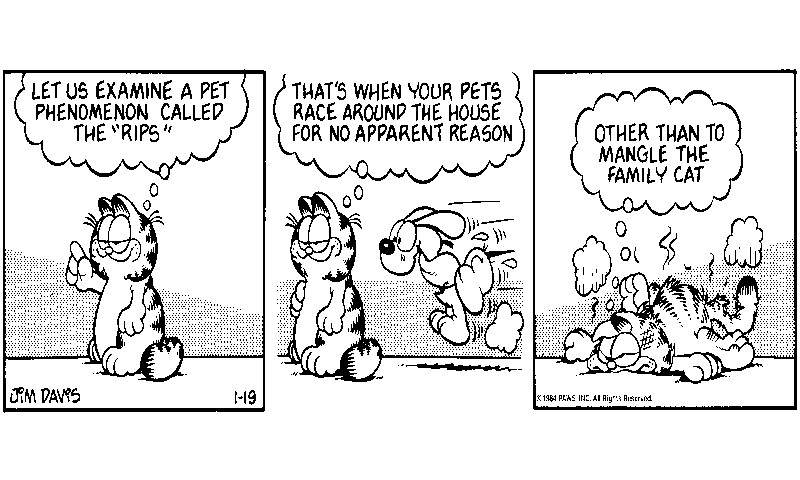 LET US EXAMINE A PET
PHENOMENON CALLED
THE "RIPS"
JIM DAVIS
1-19
THAT'S WHEN YOUR PETS
RACE AROUND THE HOUSE
FOR NO APPARENT REASON
OTHER THAN TO
MANGLE THE
FAMILY CAT
© 1984 PAWS, INC. All Rights Reserved.